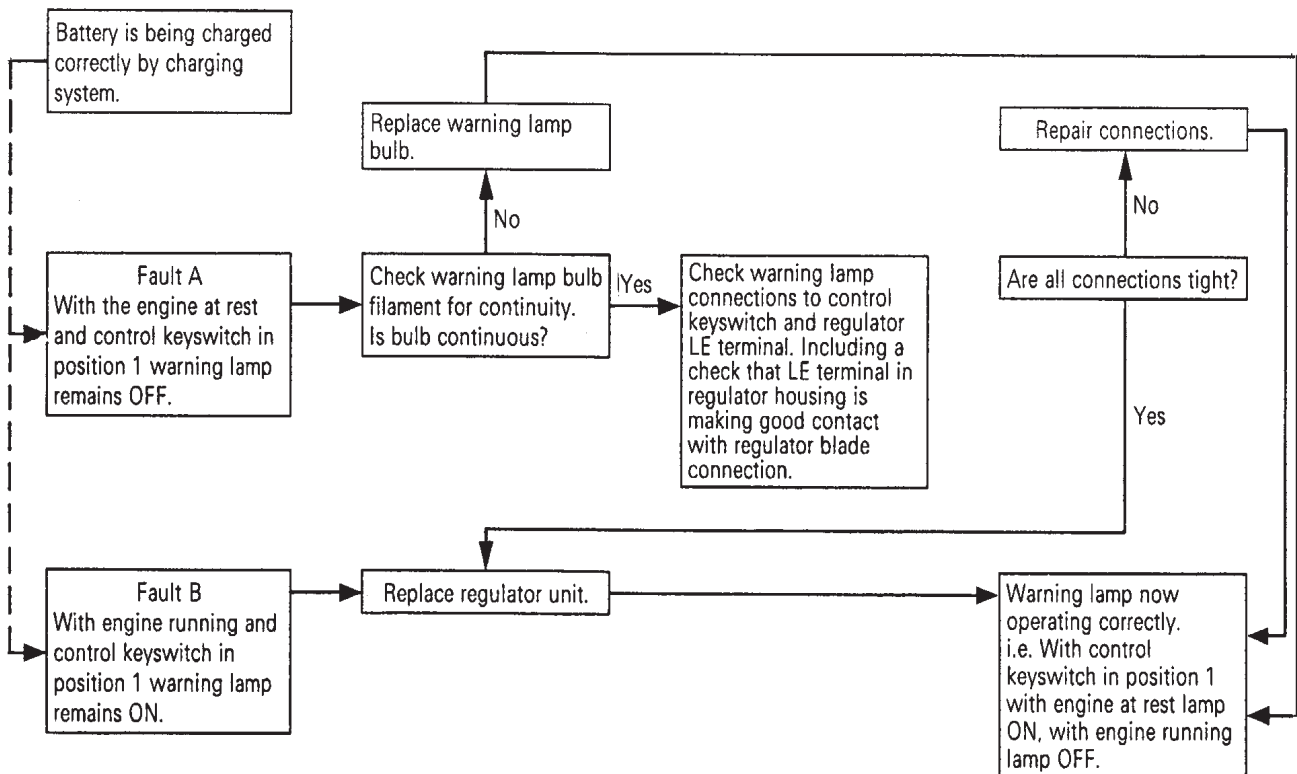 Battery is being charged
correctly by charging
system.
Replace warning lamp
bulb.
Repair connections.
No
No
Fault A
With the engine at rest
and control keyswitch in
position 1 warning lamp
remains OFF.
Check warning lamp bulb
filament for continuity.
Is bulb continuous?
Yes
Check warning lamp
connections to control
keyswitch and regulator
LE terminal. Including a
check that LE terminal in
regulator housing is
making good contact
with regulator blade
connection.
Are all connections tight?
Yes
Fault B
With engine running and
control keyswitch in
position 1 warning lamp
remains ON.
Replace regulator unit.
Warning lamp now
operating correctly.
i.e. With control
keyswitch in position 1
with engine at rest lamp
ON, with engine running
lamp OFF.